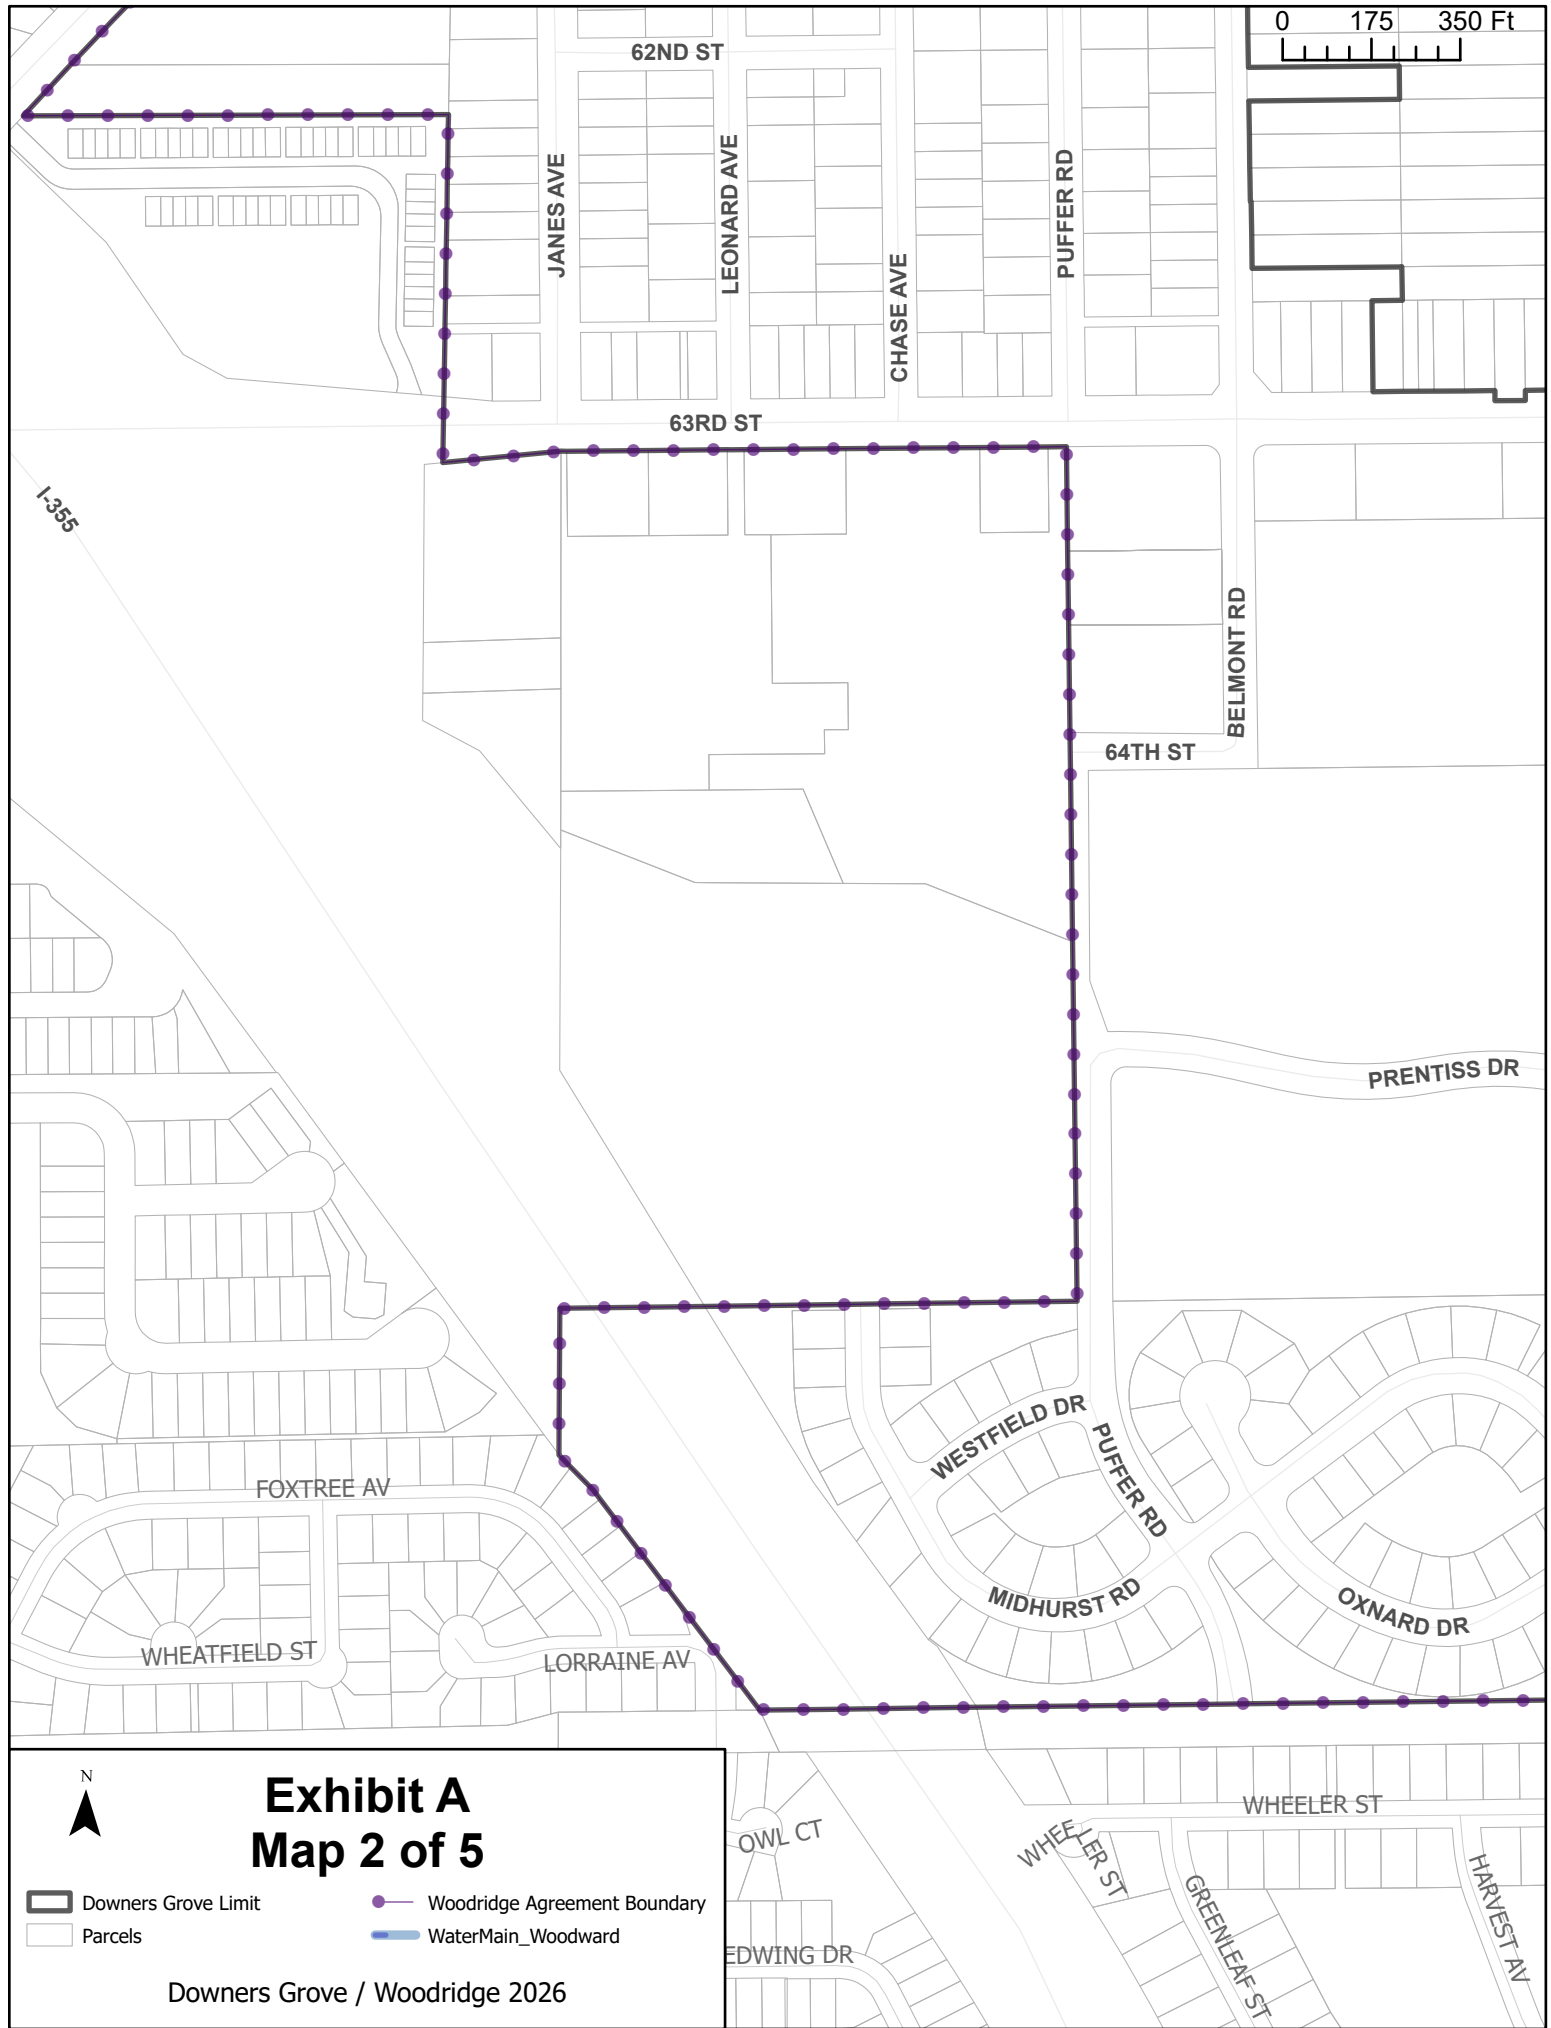 0 175 350 Ft
62ND ST
JANES AVE
LEONARD AVE
CHASE AVE
PUFFER RD
63RD ST
I-355
BELMONT RD
64TH ST
PRENTISS DR
WESTFIELD DR
PUFFER RD
MIDHURST RD
OXNARD DR
FOXTREE AV
WHEATFIELD ST
LORRAINE AV
WHEELER ST
WHEELER ST
OWL CT
GREENLEAF ST
HARVEST AV
EDWING DR
N
Exhibit A
Map 2 of 5
Downers Grove Limit
Woodridge Agreement Boundary
Parcels
WaterMain_Woodward
Downers Grove / Woodridge 2026